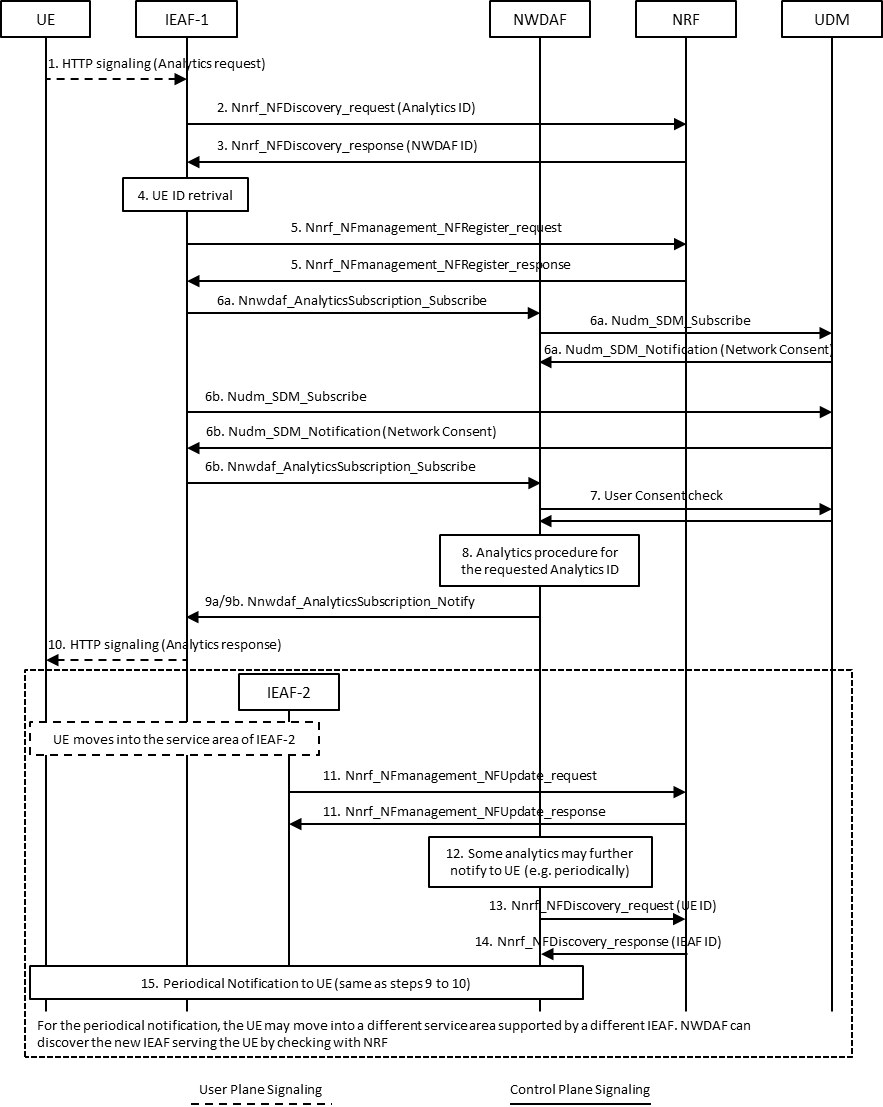 UE
IEAF-1
NWDAF
NRF
UDM
1. HTTP signaling (Analytics request)
2. Nnrf_NFDiscovery_request (Analytics ID)
3. Nnrf_NFDiscovery_response (NWDAF ID)
4. UE ID retrival
5. Nnrf_NFmanagement_NFRegister_request
5. Nnrf_NFmanagement_NFRegister_response
6a. Nnwdaf_AnalyticsSubscription_Subscribe
6a. Nudm_SDM_Subscribe
6a. Nudm_SDM_Notification (Network Consent)
6b. Nudm_SDM_Subscribe
6b. Nudm_SDM_Notification (Network Consent)
6b. Nnwdaf_AnalyticsSubscription_Subscribe
7. User Consent check
8. Analytics procedure for
the requested Analytics ID
9a/9b. Nnwdaf_AnalyticsSubscription_Notify
10. HTTP signaling (Analytics response)
IEAF-2
UE moves into the service area of IEAF-2
11. Nnrf_NFmanagement_NFUpdate_request
11. Nnrf_NFmanagement_NFUpdate_response
12. Some analytics may further
notify to UE (e.g. periodically)
13. Nnrf_NFDiscovery_request (UE ID)
14. Nnrf_NFDiscovery_response (IEAF ID)
15. Periodical Notification to UE (same as steps 9 to 10)
For the periodical notification, the UE may move into a different service area supported by a different IEAF. NWDAF can
discover the new IEAF serving the UE by checking with NRF
User Plane Signaling
Control Plane Signaling